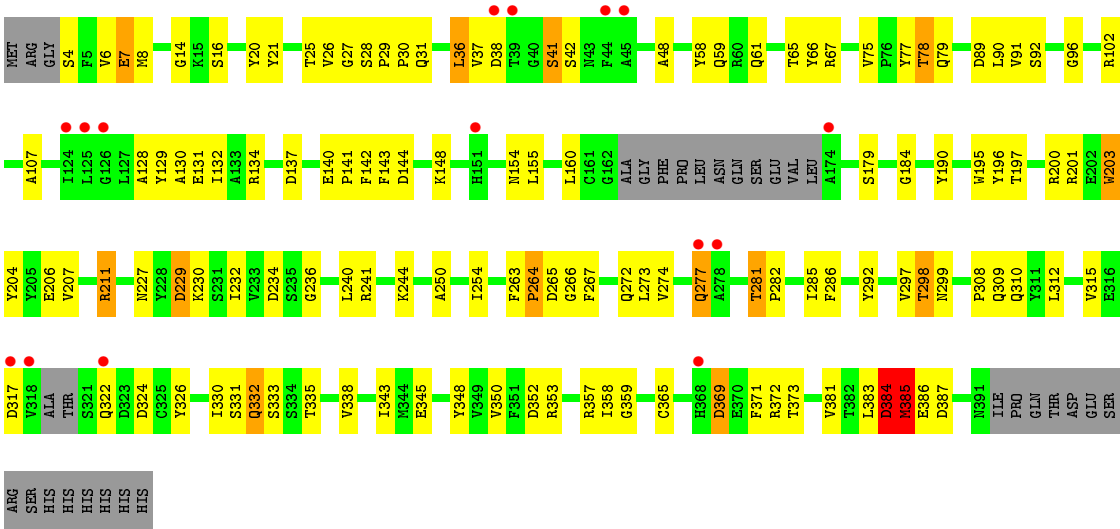 MET ARG GLY S4 F5 V6 E7 M8 G14 K15 S16 Y20 Y21 T25 V26 G27 S28 P29 P30 Q31 L36 V37 D38 T39 G40 S41 S42 N43 F44 A45 A48 Y58 Q59 R60 Q61 T65 Y66 R67 V75 P76 Y77 T78 Q79 D89 L90 V91 S92 G96 R102
A107 I124 L125 G126 L127 A128 Y129 A130 E131 I132 A133 R134 D137 E140 P141 F142 F143 D144 K148 H151 N154 L155 L160 C161 G162 ALA GLY PHE PRO LEU ASN GLN SER GLU VAL LEU A174 S179 G184 Y190 W195 Y196 T197 R200 R201 E202 W203
Y204 Y205 E206 V207 R211 N227 Y228 D229 K230 S231 I232 V233 D234 S235 G236 L240 R241 K244 A250 I254 F263 P264 D265 G266 F267 Q272 L273 V274 Q277 A278 T281 P282 I285 F286 Y292 V297 T298 N299 P308 Q309 Q310 Y311 L312 V315 E316
D317 V318 ALA THR S321 Q322 D323 D324 C325 Y326 I330 S331 Q332 S333 S334 T335 V338 I343 M344 E345 Y348 V349 V350 F351 D352 R353 R357 I358 G359 C365 H368 D369 E370 F371 R372 T373 V381 T382 L383 D384 M385 E386 D387 N391 ILE PRO GLN THR ASP GLU SER
ARG SER HIS HIS HIS HIS HIS HIS